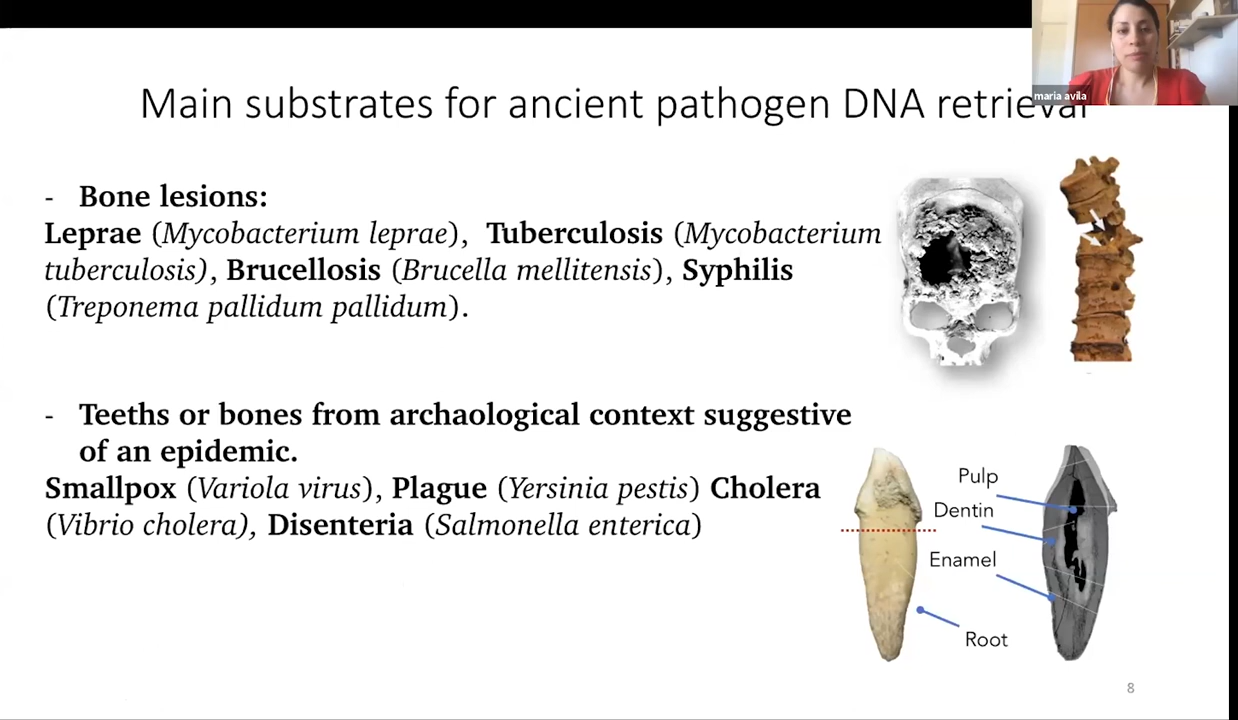 maria avila
Main substrates for ancient pathogen DNA retrieval
- Bone lesions:
Leprae (Mycobacterium leprae), Tuberculosis (Mycobacterium
tuberculosis), Brucellosis (Brucella mellitensis), Syphilis
(Treponema pallidum pallidum).
- Teeths or bones from archaeological context suggestive
of an epidemic.
Smallpox (Variola virus), Plague (Yersinia pestis) Cholera
(Vibrio cholera), Disenteria (Salmonella enterica)
Pulp
Dentin
Enamel
Root
8